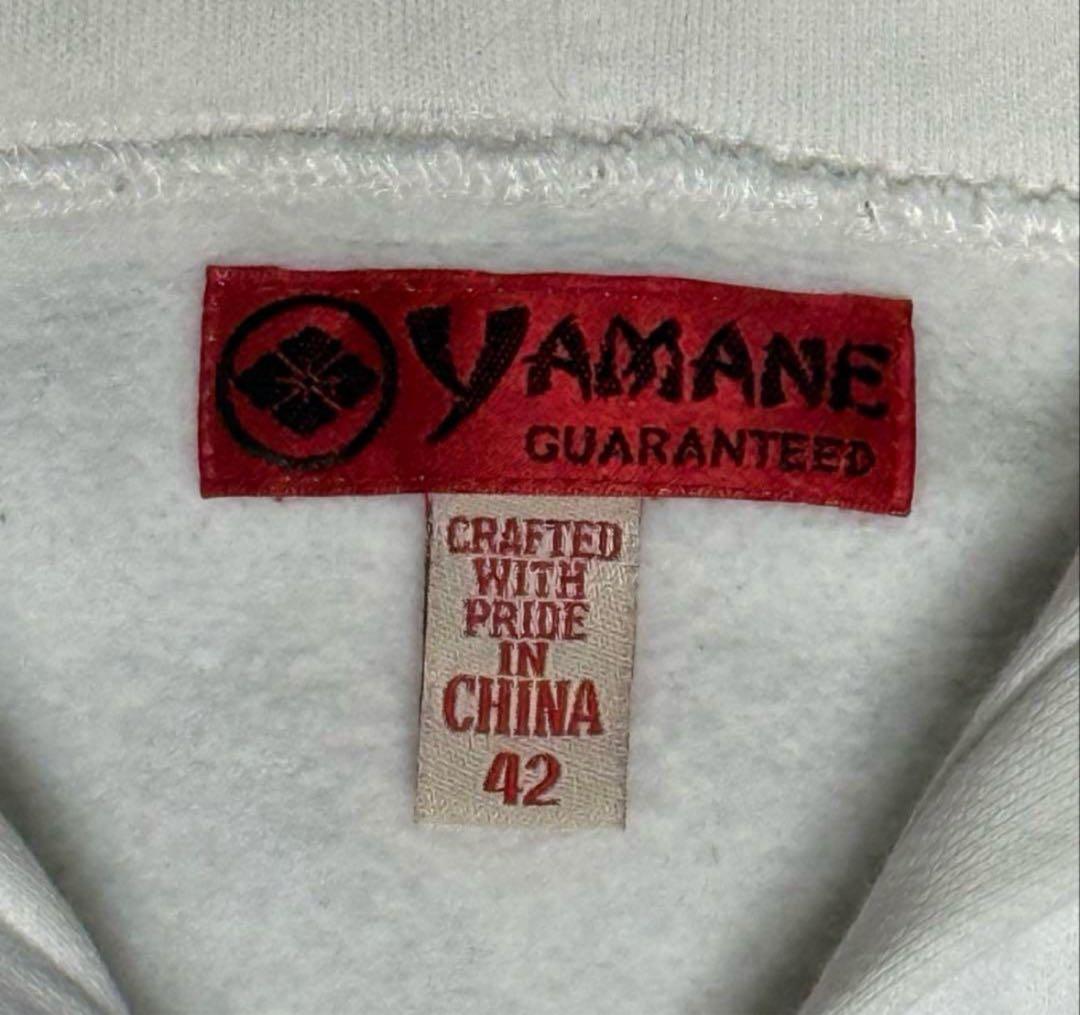 YAMANE
GUARANTEED
CRAFTED
WITH
PRIDE
IN
CHINA
42